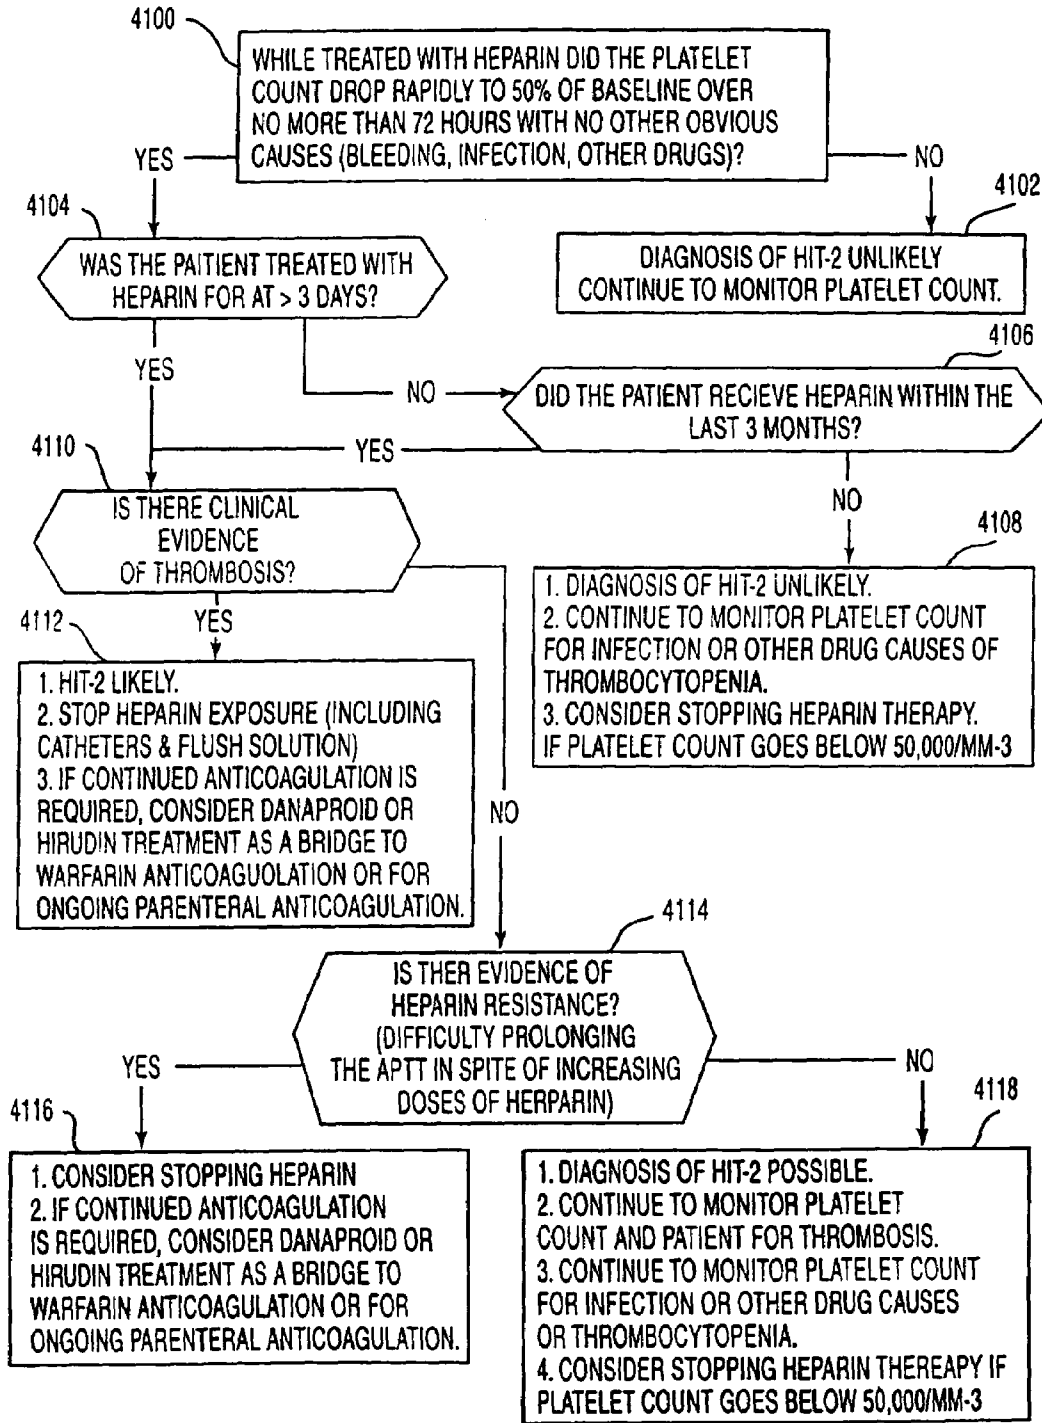 4100
WHILE TREATED WITH HEPARIN DID THE PLATELET
COUNT DROP RAPIDLY TO 50% OF BASELINE OVER
NO MORE THAN 72 HOURS WITH NO OTHER OBVIOUS
CAUSES (BLEEDING, INFECTION, OTHER DRUGS)?
YES
NO
4102
DIAGNOSIS OF HIT-2 UNLIKELY
CONTINUE TO MONITOR PLATELET COUNT.
4104
WAS THE PAITIENT TREATED WITH
HEPARIN FOR AT > 3 DAYS?
YES
NO
4106
DID THE PATIENT RECIEVE HEPARIN WITHIN THE
LAST 3 MONTHS?
YES
NO
4108
1. DIAGNOSIS OF HIT-2 UNLIKELY.
2. CONTINUE TO MONITOR PLATELET COUNT
FOR INFECTION OR OTHER DRUG CAUSES OF
THROMBOCYTOPENIA.
3. CONSIDER STOPPING HEPARIN THERAPY.
IF PLATELET COUNT GOES BELOW 50,000/MM-3
4110
IS THERE CLINICAL
EVIDENCE
OF THROMBOSIS?
YES
NO
4112
1. HIT-2 LIKELY.
2. STOP HEPARIN EXPOSURE (INCLUDING
CATHETERS & FLUSH SOLUTION)
3. IF CONTINUED ANTICOAGULATION IS
REQUIRED, CONSIDER DANAPROID OR
HIRUDIN TREATMENT AS A BRIDGE TO
WARFARIN ANTICOAGUOLATION OR FOR
ONGOING PARENTERAL ANTICOAGULATION.
4114
IS THER EVIDENCE OF
HEPARIN RESISTANCE?
(DIFFICULTY PROLONGING
THE APTT IN SPITE OF INCREASING
DOSES OF HERPARIN)
YES
NO
4116
1. CONSIDER STOPPING HEPARIN
2. IF CONTINUED ANTICOAGULATION
IS REQUIRED, CONSIDER DANAPROID OR
HIRUDIN TREATMENT AS A BRIDGE TO
WARFARIN ANTICOAGULATION OR FOR
ONGOING PARENTERAL ANTICOAGULATION.
4118
1. DIAGNOSIS OF HIT-2 POSSIBLE.
2. CONTINUE TO MONITOR PLATELET
COUNT AND PATIENT FOR THROMBOSIS.
3. CONTINUE TO MONITOR PLATELET COUNT
FOR INFECTION OR OTHER DRUG CAUSES
OR THROMBOCYTOPENIA.
4. CONSIDER STOPPING HEPARIN THEREAPY IF
PLATELET COUNT GOES BELOW 50,000/MM-3